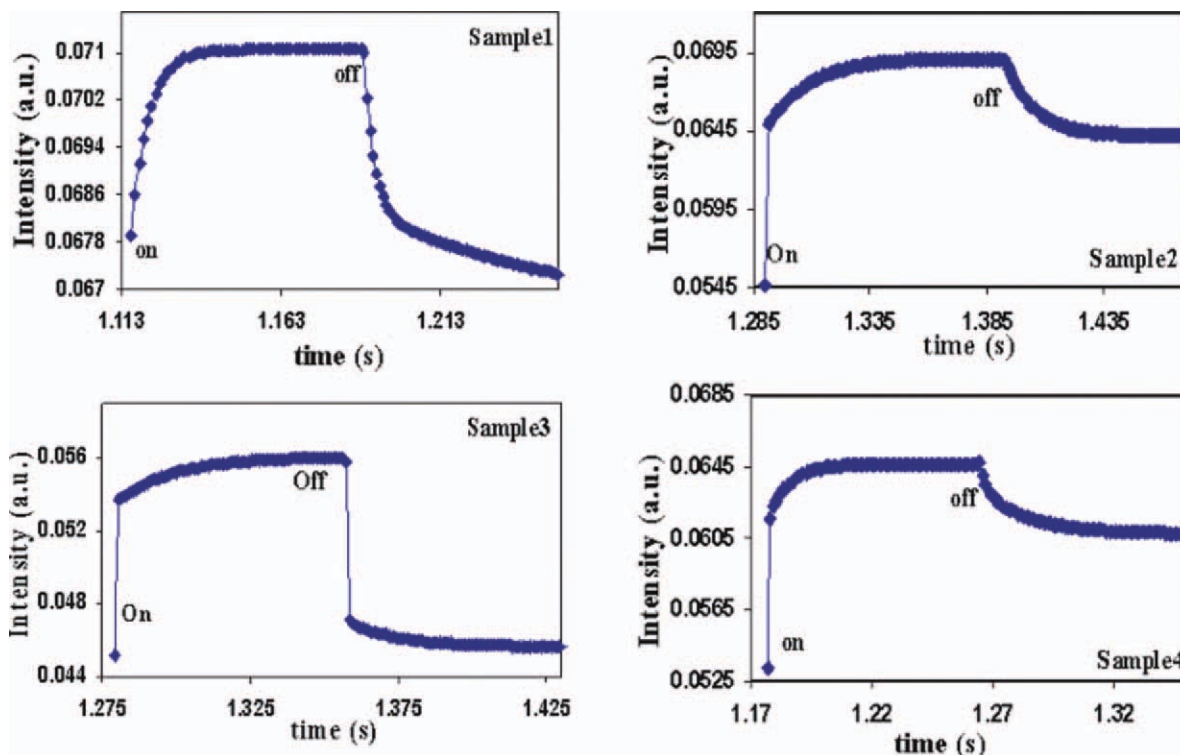 Sample1
Intensity (a.u.)
0.071
0.0702
0.0694
0.0686
0.0678
0.067
on
off
1.113
1.163
1.213
time (s)
Sample2
Intensity (a.u.)
0.0695
0.0645
0.0595
0.0545
On
off
1.285
1.335
1.385
1.435
time (s)
Sample3
Intensity (a.u.)
0.056
0.052
0.048
0.044
On
Off
1.275
1.325
1.375
1.425
time (s)
Sample4
Intensity (a.u.)
0.0685
0.0645
0.0605
0.0565
0.0525
on
off
1.17
1.22
1.27
1.32
time (s)